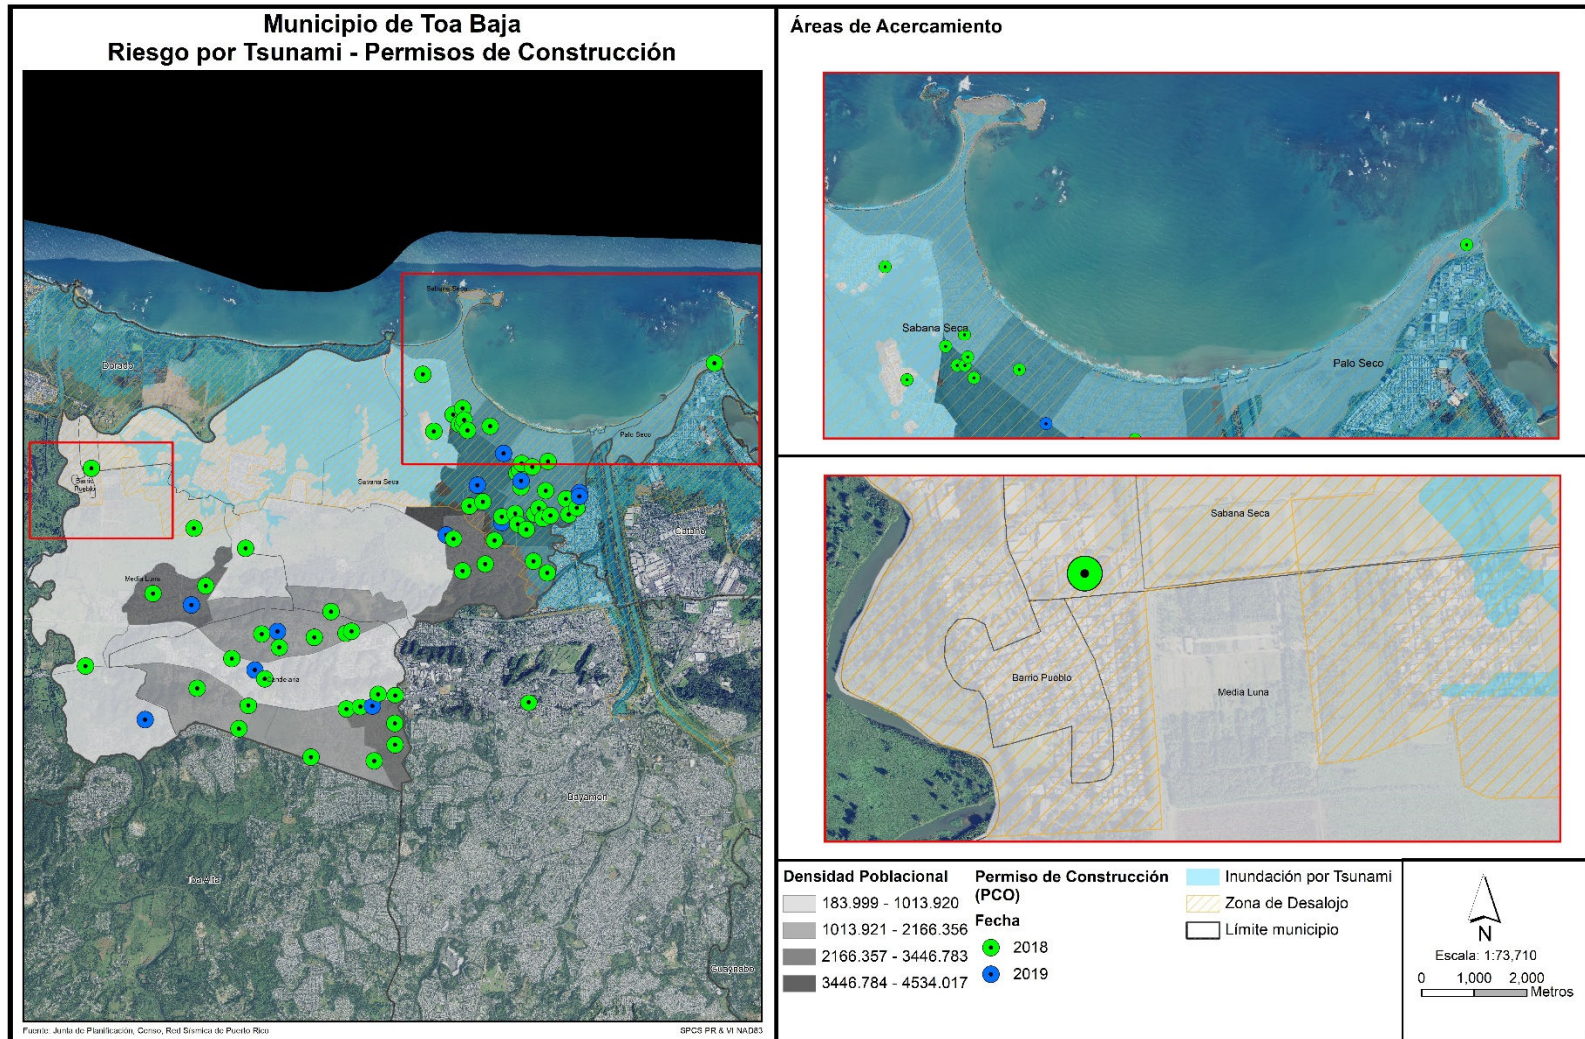 Municipio de Toa Baja
Riesgo por Tsunami - Permisos de Construcción
Sabana Seca
Dorado
Palo Seco
Barrio
Pueblo
Sabana Seca
Cataño
Media Luna
Candelaria
Bayamón
Toa Alta
Guaynabo
Fuente: Junta de Planificación, Censo, Red Sísmica de Puerto Rico
SPCS PR & VI NAD83
Áreas de Acercamiento
Sabana Seca
Palo Seco
Sabana Seca
Barrio Pueblo
Media Luna
Densidad Poblacional
183.999 - 1013.920
1013.921 - 2166.356
2166.357 - 3446.783
3446.784 - 4534.017
Permiso de Construcción
(PCO)
Fecha
2018
2019
Inundación por Tsunami
Zona de Desalojo
Límite municipio
N
Escala: 1:73,710
0 1,000 2,000
Metros